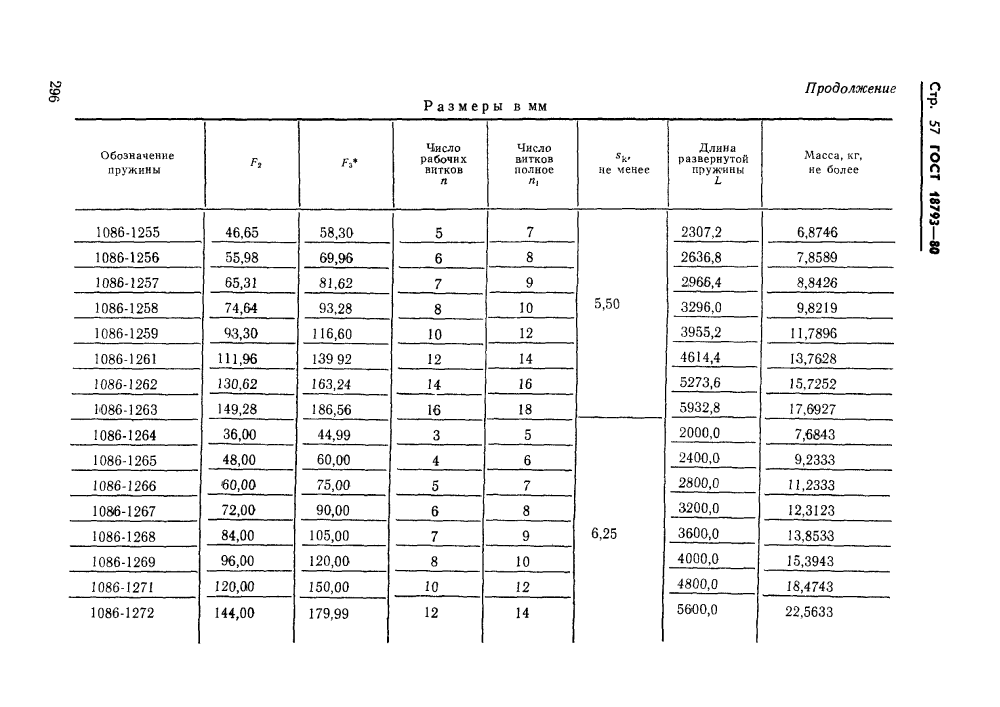 296
Стр. 57 ГОСТ 18793—80
Продолжение
Размеры в мм
Обозначение пружины F₂ F₃* Число рабочих витков n Число витков полное n₁ sₖ, не менее Длина развернутой пружины L Масса, кг, не более
1086-1255 46,65 58,30 5 7 2307,2 6,8746
1086-1256 55,98 69,96 6 8 2636,8 7,8589
1086-1257 65,31 81,62 7 9 2966,4 8,8426
1086-1258 74,64 93,28 8 10 5,50 3296,0 9,8219
1086-1259 93,30 116,60 10 12 3955,2 11,7896
1086-1261 111,96 139 92 12 14 4614,4 13,7628
1086-1262 130,62 163,24 14 16 5273,6 15,7252
1086-1263 149,28 186,56 16 18 5932,8 17,6927
1086-1264 36,00 44,99 3 5 2000,0 7,6843
1086-1265 48,00 60,00 4 6 2400,0 9,2333
1086-1266 60,00 75,00 5 7 2800,0 11,2333
1086-1267 72,00 90,00 6 8 3200,0 12,3123
1086-1268 84,00 105,00 7 9 6,25 3600,0 13,8533
1086-1269 96,00 120,00 8 10 4000,0 15,3943
1086-1271 120,00 150,00 10 12 4800,0 18,4743
1086-1272 144,00 179,99 12 14 5600,0 22,5633